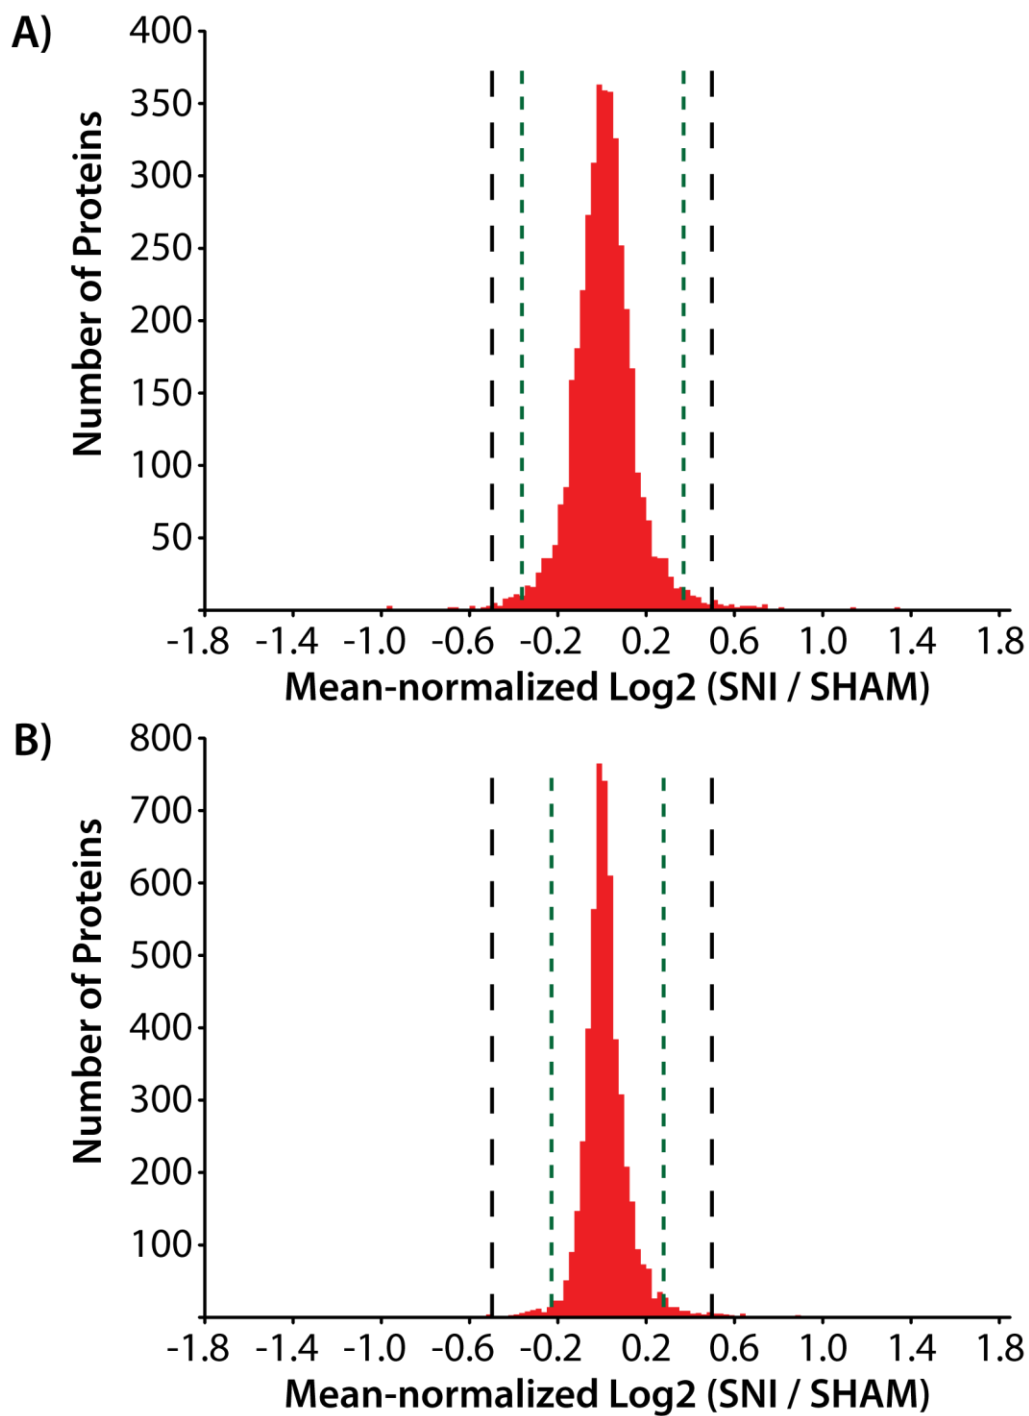 A)
400
350
300
250
200
150
100
50
Number of Proteins
-1.8 -1.4 -1.0 -0.6 -0.2 0.2 0.6 1.0 1.4 1.8
Mean-normalized Log2 (SNI / SHAM)
B)
800
700
600
500
400
300
200
100
Number of Proteins
-1.8 -1.4 -1.0 -0.6 -0.2 0.2 0.6 1.0 1.4 1.8
Mean-normalized Log2 (SNI / SHAM)